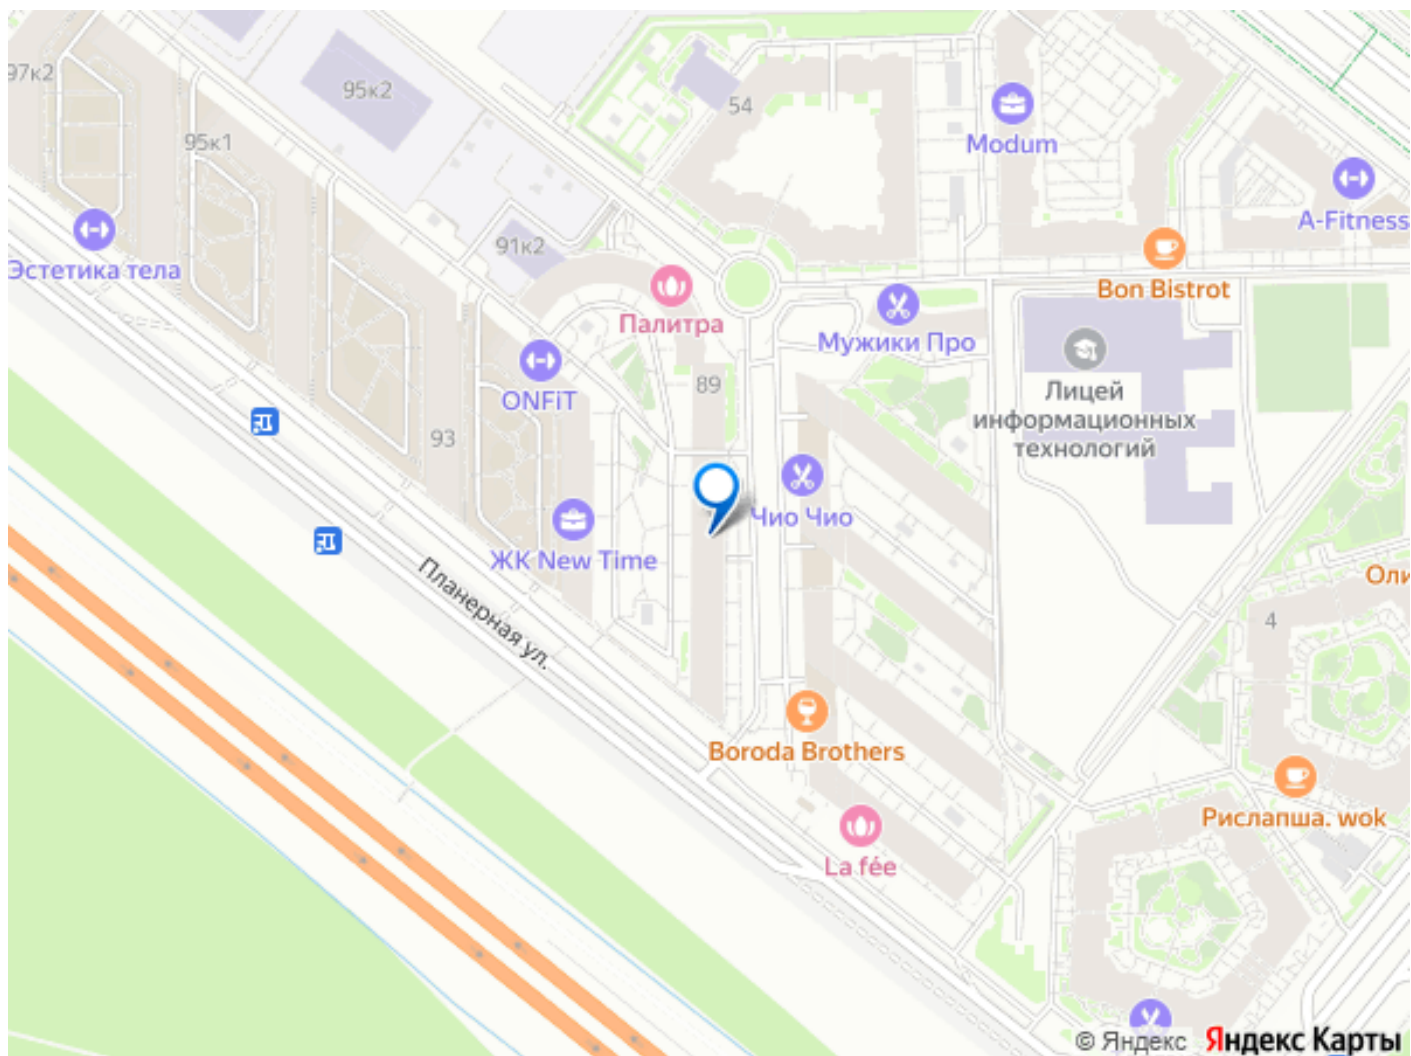 97к2
95к2
54
Modum
95к1
A-Fitness
Эстетика тела
91к2
Bon Bistrot
Палитра
Мужики Про
ONFiT
89
Лицей
информационных
технологий
93
Чио Чио
ЖК New Time
Оли
Планерная ул.
4
Boroda Brothers
Рислапша. wok
La fée
© Яндекс Яндекс Карты